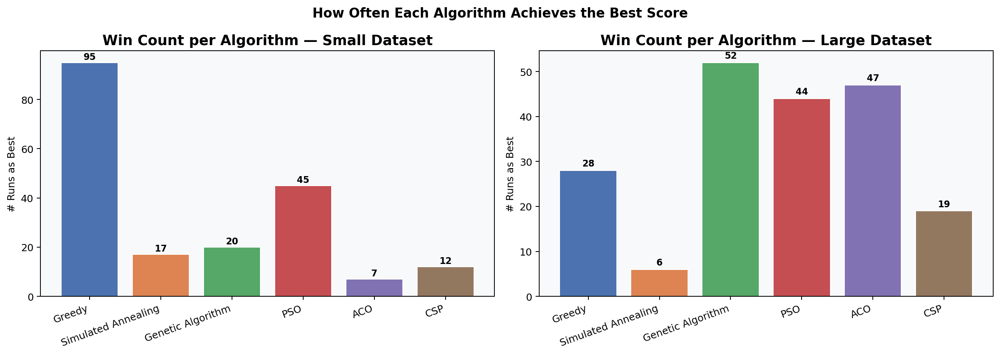 How Often Each Algorithm Achieves the Best Score
Win Count per Algorithm — Small Dataset
# Runs as Best
80
60
40
20
0
95
17
20
45
7
12
Greedy
Simulated Annealing
Genetic Algorithm
PSO
ACO
CSP
Win Count per Algorithm — Large Dataset
# Runs as Best
50
40
30
20
10
0
28
6
52
44
47
19
Greedy
Simulated Annealing
Genetic Algorithm
PSO
ACO
CSP